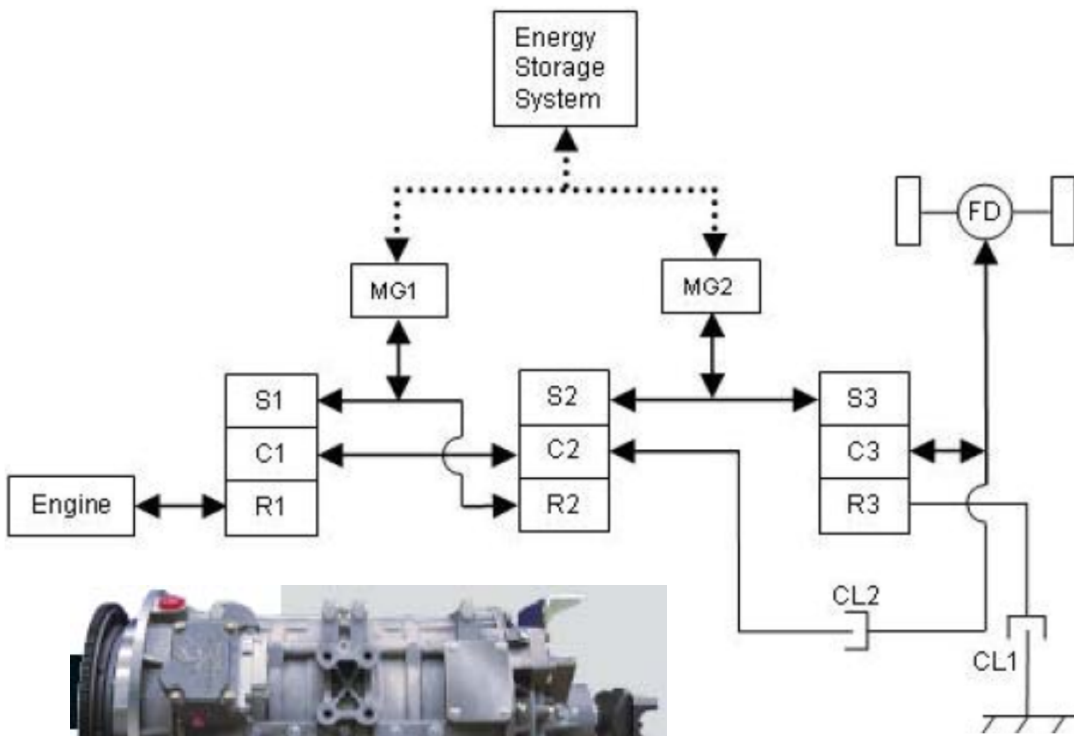 Energy
Storage
System
FD
MG1
MG2
S1
S2
S3
C1
C2
C3
Engine
R1
R2
R3
CL2
CL1